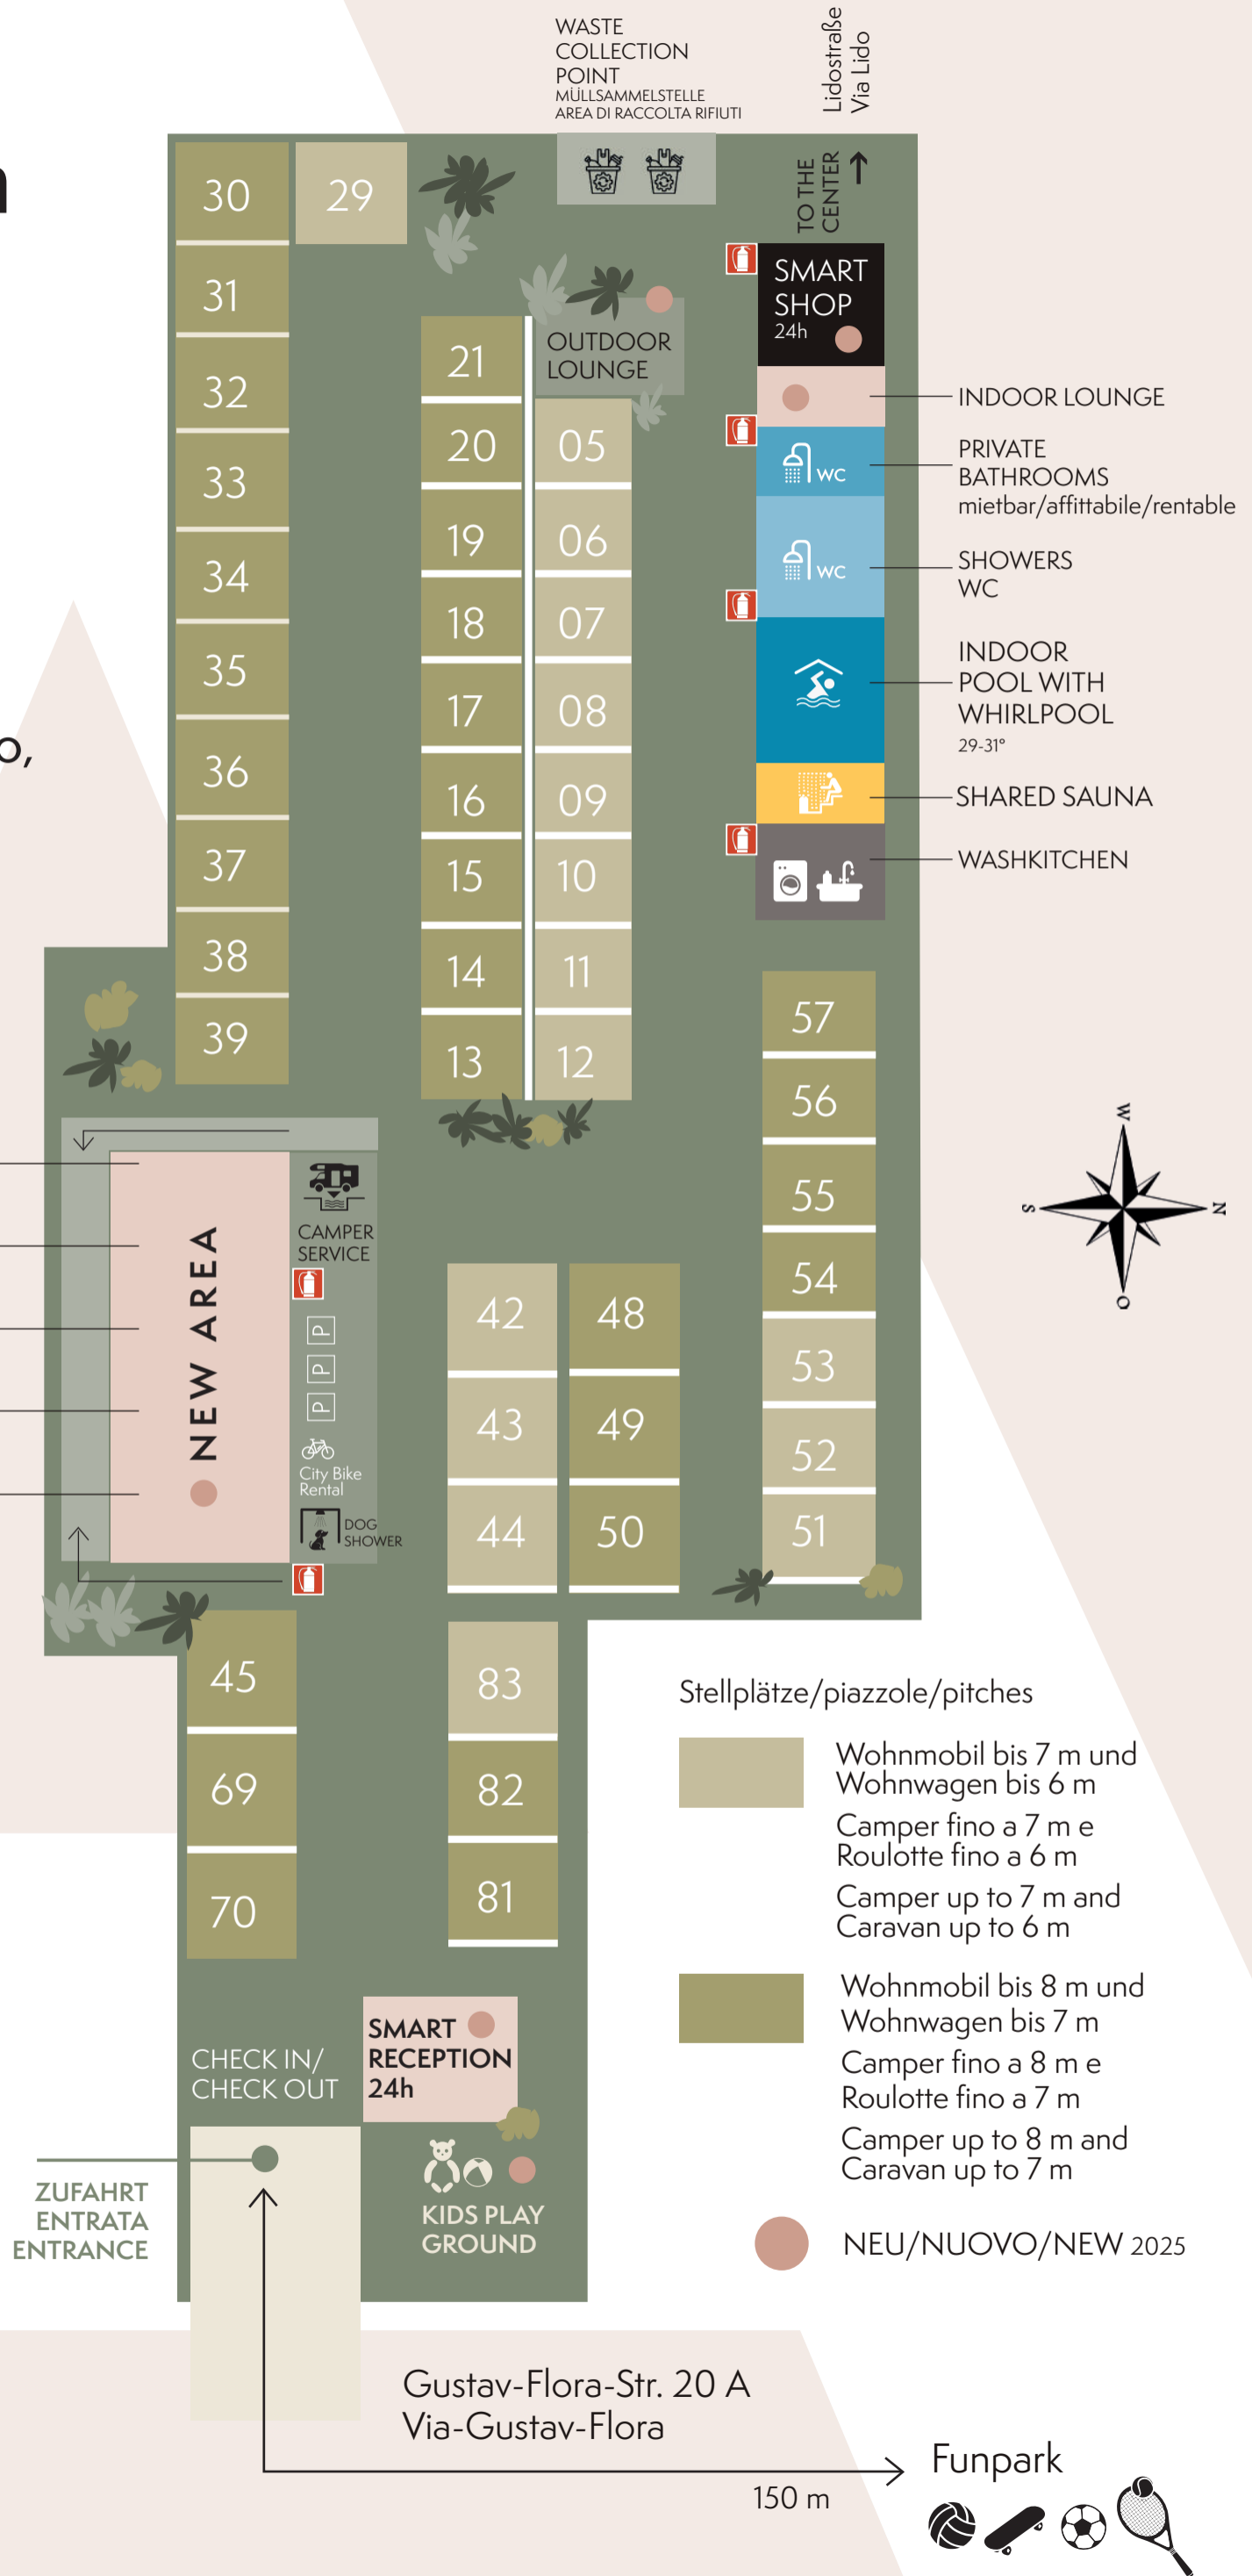 WASTE
COLLECTION
POINT
MÜLLSAMMELSTELLE
AREA DI RACCOLTA RIFIUTI
Lidostraße
Via Lido
TO THE
CENTER
30
29
31
32
33
34
35
36
37
38
39
21
20
19
18
17
16
15
14
13
OUTDOOR
LOUNGE
05
06
07
08
09
10
11
12
SMART
SHOP
24h
INDOOR LOUNGE
WC
PRIVATE
BATHROOMS
mietbar/affittabile/rentable
WC
SHOWERS
WC
INDOOR
POOL WITH
WHIRLPOOL
29-31°
SHARED SAUNA
WASHKITCHEN
57
56
55
54
53
52
51
W
S
N
O
o,
NEW AREA
CAMPER
SERVICE
P
P
P
City Bike
Rental
DOG
SHOWER
42
43
44
48
49
50
45
69
70
83
82
81
Stellplätze/piazzole/pitches
Wohnmobil bis 7 m und
Wohnwagen bis 6 m
Camper fino a 7 m e
Roulotte fino a 6 m
Camper up to 7 m and
Caravan up to 6 m
Wohnmobil bis 8 m und
Wohnwagen bis 7 m
Camper fino a 8 m e
Roulotte fino a 7 m
Camper up to 8 m and
Caravan up to 7 m
NEU/NUOVO/NEW 2025
CHECK IN/
CHECK OUT
SMART
RECEPTION
24h
ZUFAHRT
ENTRATA
ENTRANCE
KIDS PLAY
GROUND
Gustav-Flora-Str. 20 A
Via-Gustav-Flora
150 m
Funpark